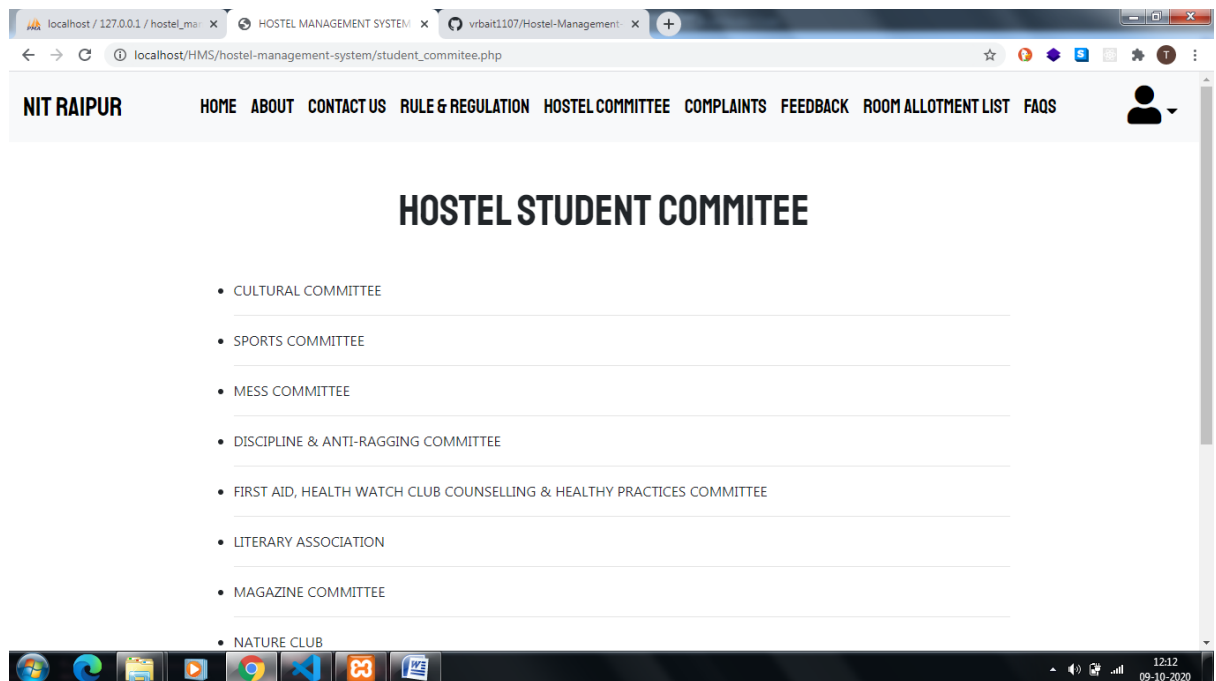 localhost / 127.0.0.1 / hostel_mar
HOSTEL MANAGEMENT SYSTEM
vrbait1107/Hostel-Management-
localhost/HMS/hostel-management-system/student_commitee.php
NIT RAIPUR
HOME ABOUT CONTACT US RULE & REGULATION HOSTEL COMMITTEE COMPLAINTS FEEDBACK ROOM ALLOTMENT LIST FAQS
HOSTEL STUDENT COMMITEE
• CULTURAL COMMITTEE
• SPORTS COMMITTEE
• MESS COMMITTEE
• DISCIPLINE & ANTI-RAGGING COMMITTEE
• FIRST AID, HEALTH WATCH CLUB COUNSELLING & HEALTHY PRACTICES COMMITTEE
• LITERARY ASSOCIATION
• MAGAZINE COMMITTEE
• NATURE CLUB
12:12
09-10-2020